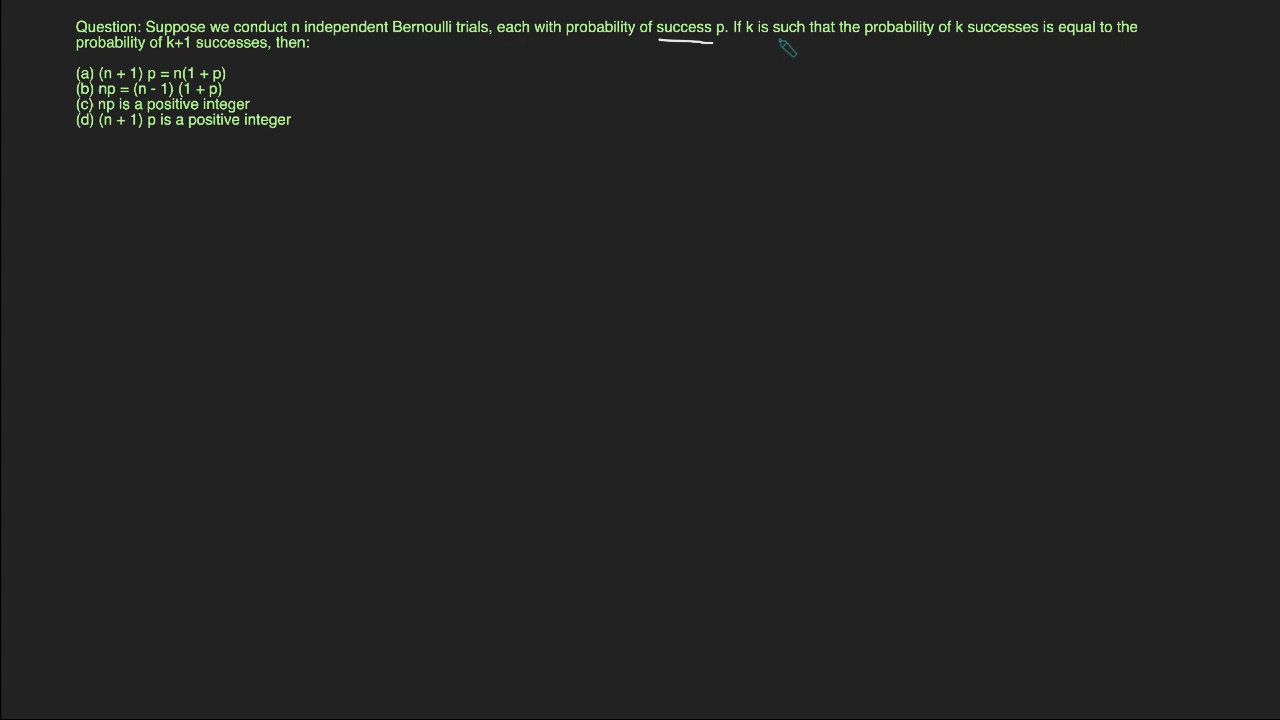 Question: Suppose we conduct n independent Bernoulli trials, each with probability of success p. If k is such that the probability of k successes is equal to the
probability of k+1 successes, then:
(a) (n + 1) p = n(1 + p)
(b) np = (n - 1) (1 + p)
(c) np is a positive integer
(d) (n + 1) p is a positive integer